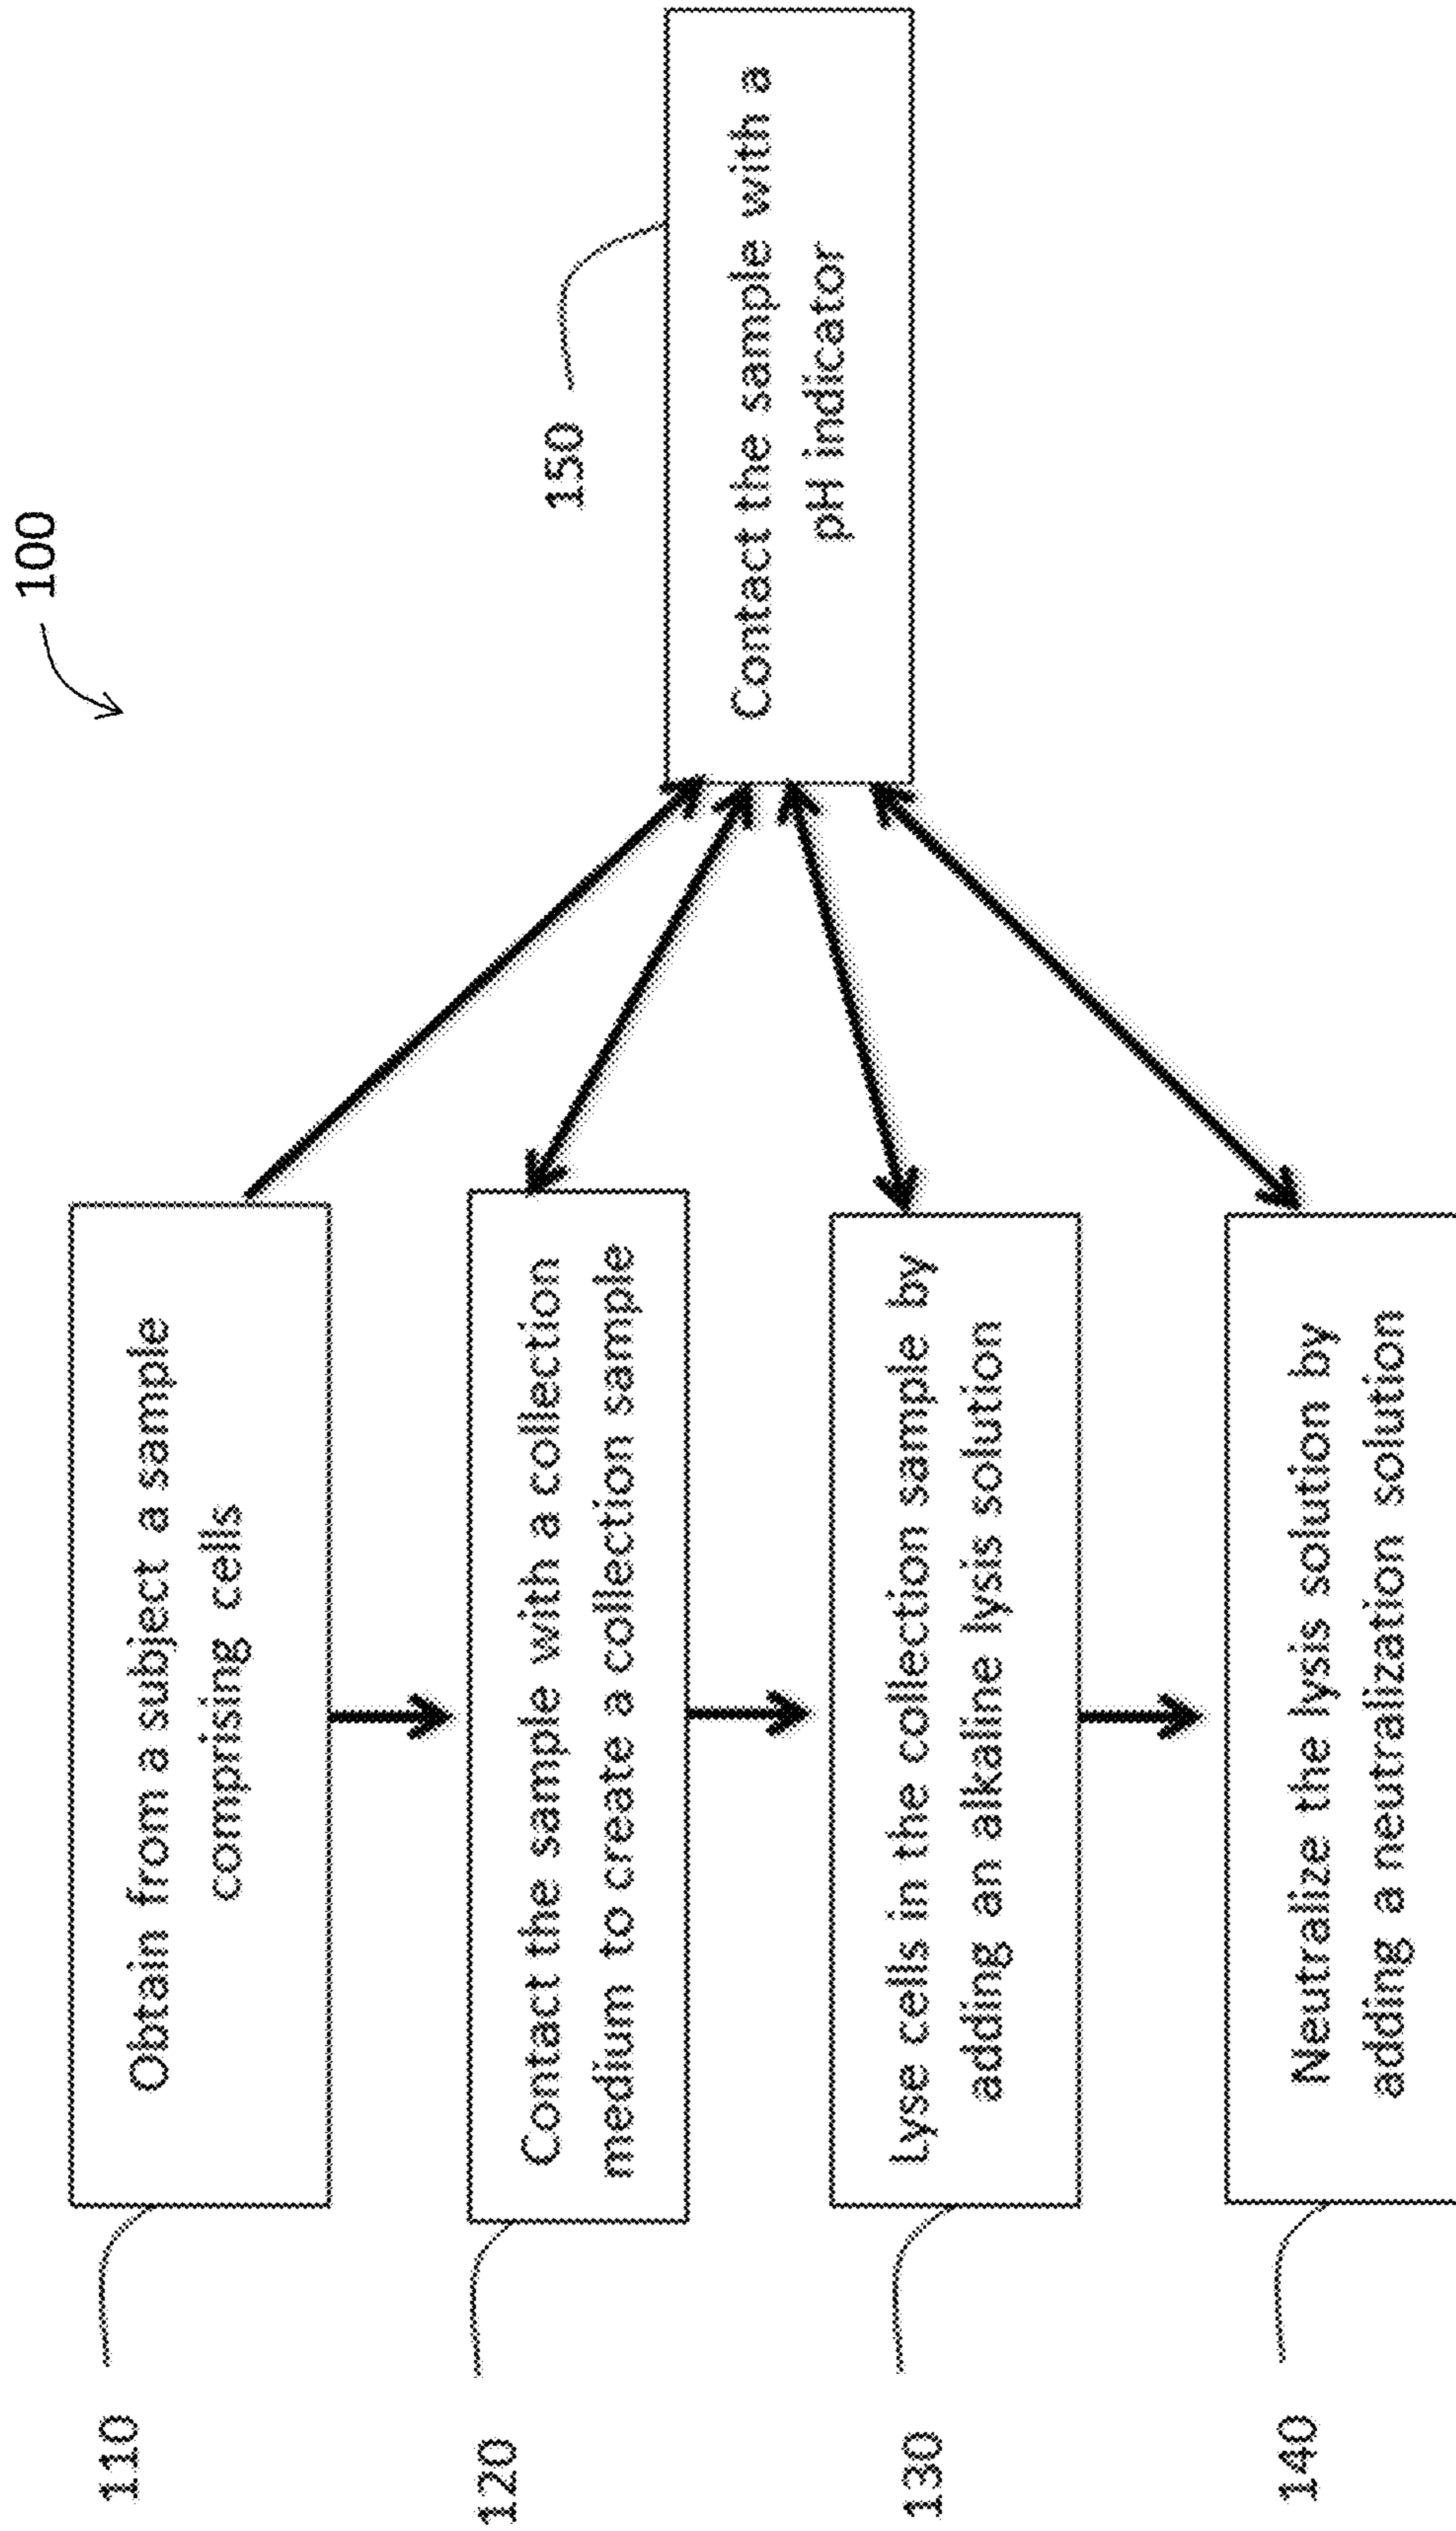 100
110
Obtain from a subject a sample
comprising cells
120
Contact the sample with a collection
medium to create a collection sample
130
Lyse cells in the collection sample by
adding an alkaline lysis solution
140
Neutralize the lysis solution by
adding a neutralization solution
150
Contact the sample with a
pH indicator